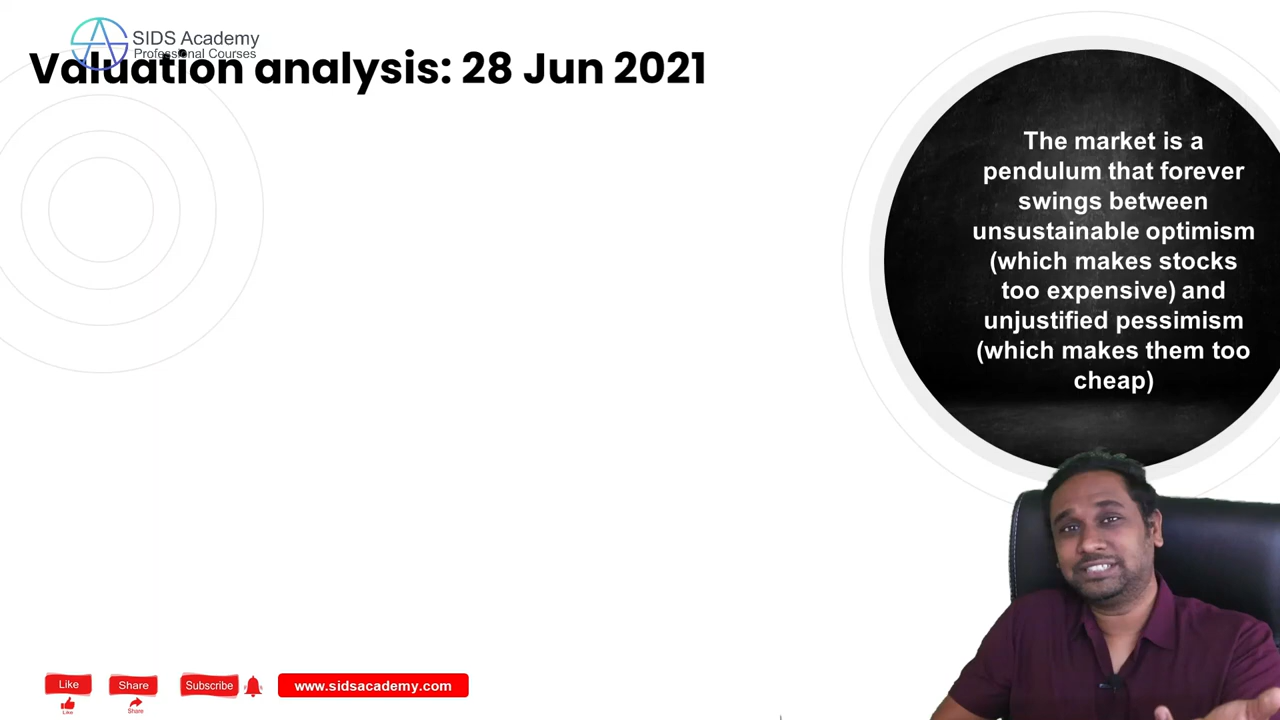 SIDS Academy
Professional Courses
Valuation analysis: 28 Jun 2021
The market is a
pendulum that forever
swings between
unsustainable optimism
(which makes stocks
too expensive) and
unjustified pessimism
(which makes them too
cheap)
Like
Share
Subscribe
www.sidsacademy.com
Like
Share